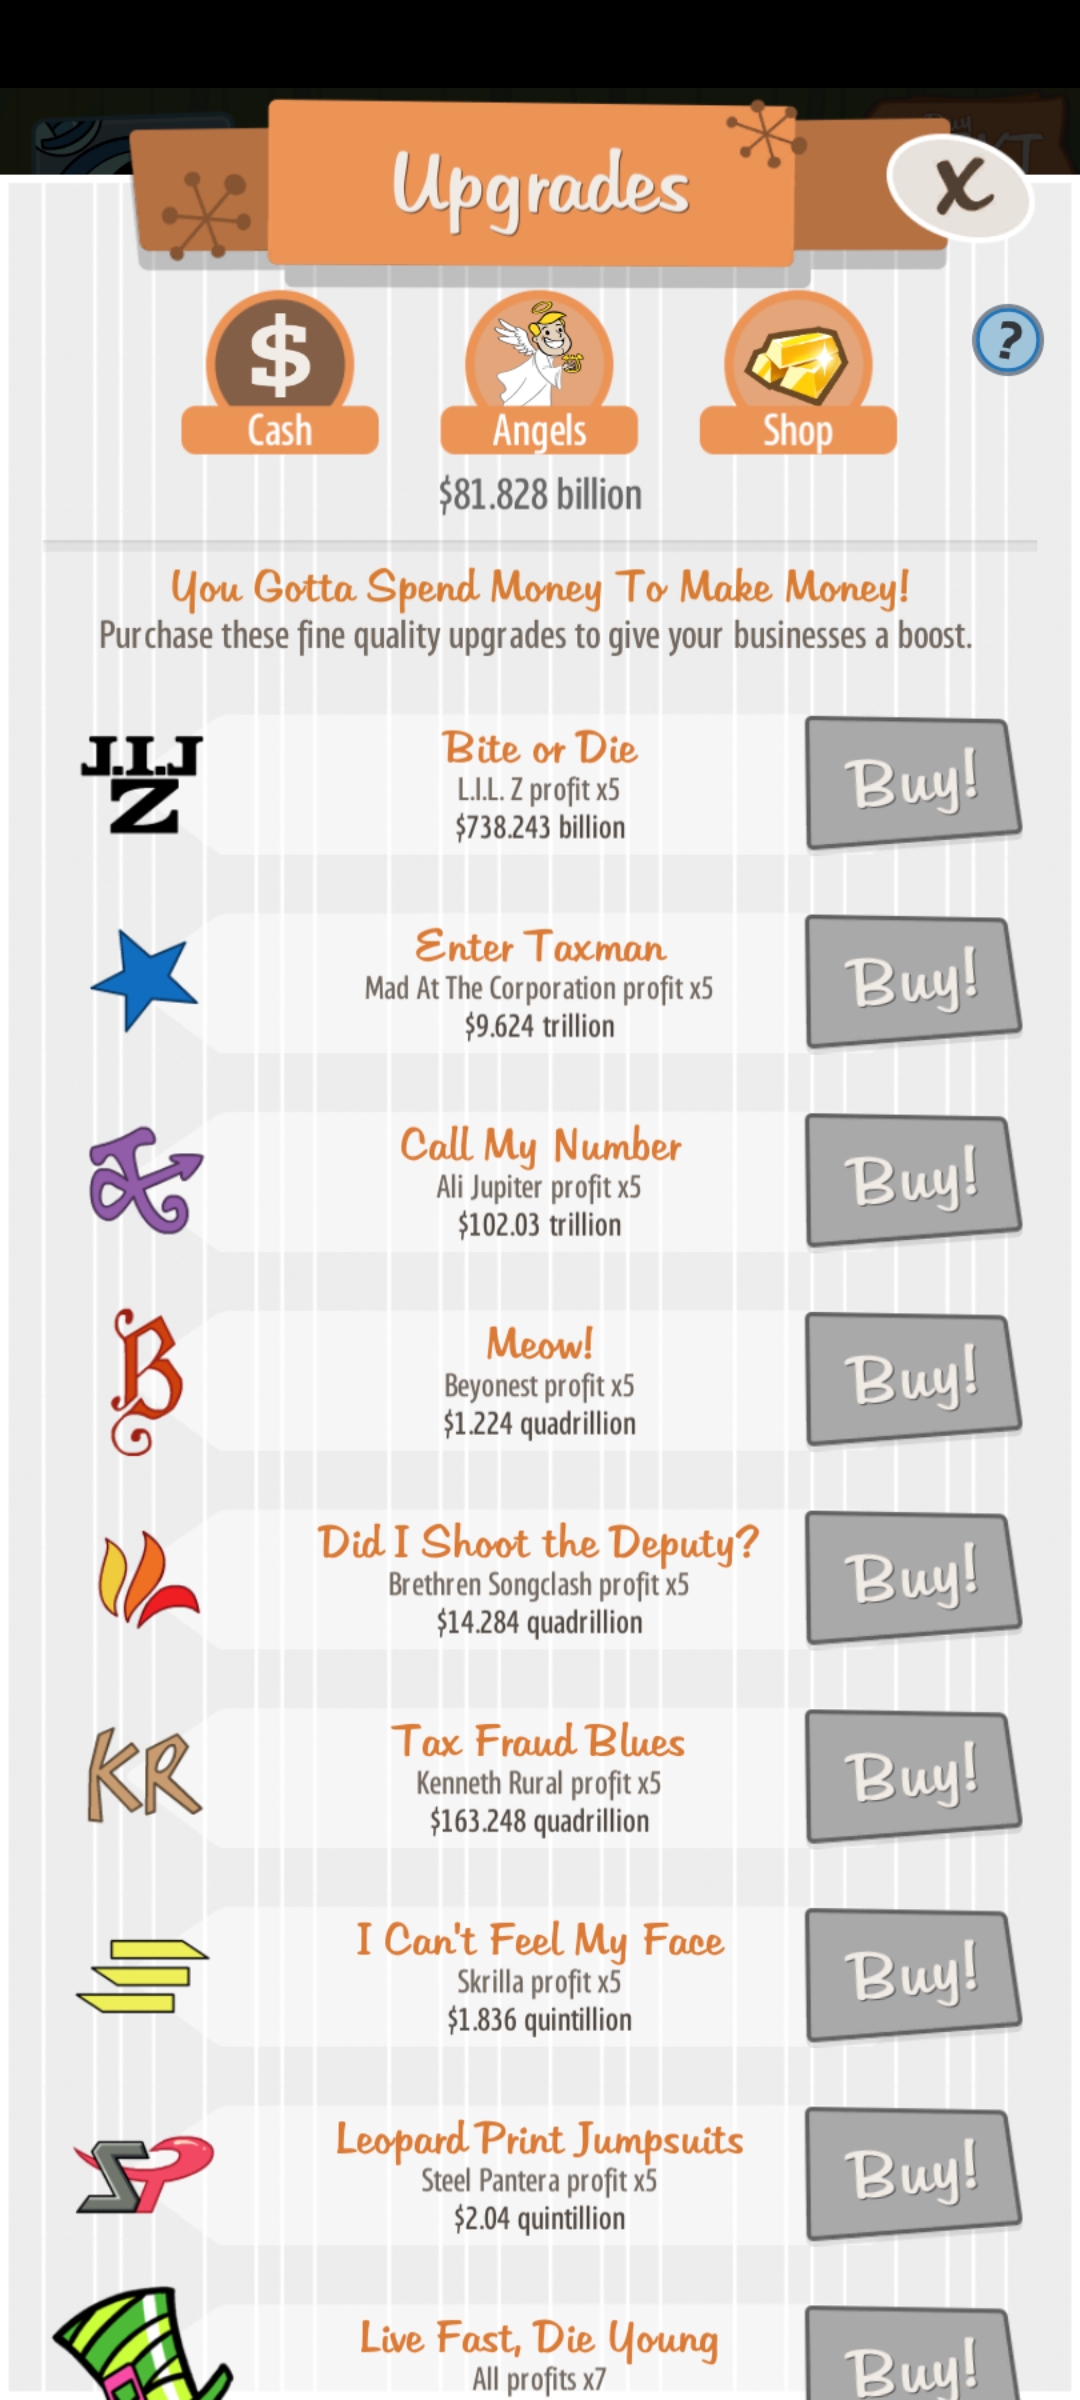 Upgrades
X
$
?
Cash
Angels
Shop
$81.828 billion
You Gotta Spend Money To Make Money!
Purchase these fine quality upgrades to give your businesses a boost.
Bite or Die
L.I.L. Z profit x5
$738.243 billion
Buy!
Enter Taxman
Mad At The Corporation profit x5
$9.624 trillion
Buy!
Call My Number
Ali Jupiter profit x5
$102.03 trillion
Buy!
B
Meow!
Beyonest profit x5
$1.224 quadrillion
Buy!
Did I Shoot the Deputy?
Brethren Songclash profit x5
$14.284 quadrillion
Buy!
KR
Tax Fraud Blues
Kenneth Rural profit x5
$163.248 quadrillion
Buy!
I Can't Feel My Face
Skrilla profit x5
$1.836 quintillion
Buy!
SP
Leopard Print Jumpsuits
Steel Pantera profit x5
$2.04 quintillion
Buy!
Live Fast, Die Young
All profits x7
Buy!